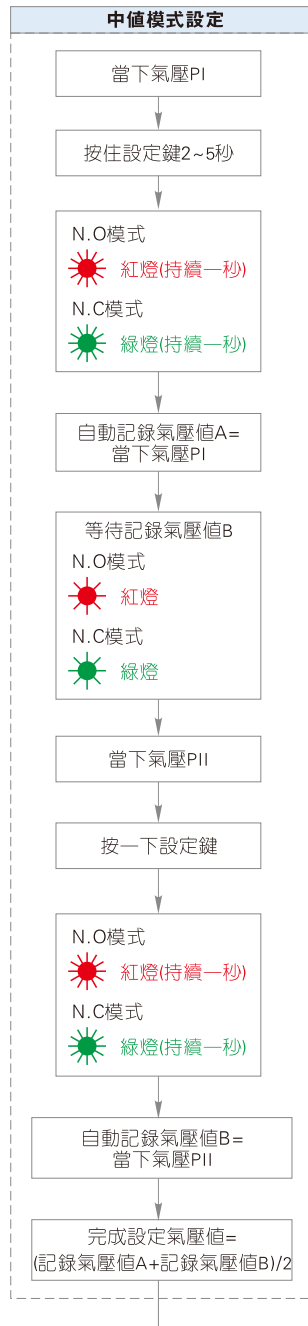 中值模式設定
當下氣壓PI
按住設定鍵2~5秒
N.O模式
紅燈(持續一秒)
N.C模式
綠燈(持續一秒)
自動記錄氣壓值A=
當下氣壓PI
等待記錄氣壓值B
N.O模式
紅燈
N.C模式
綠燈
當下氣壓PII
按一下設定鍵
N.O模式
紅燈(持續一秒)
N.C模式
綠燈(持續一秒)
自動記錄氣壓值B=
當下氣壓PII
完成設定氣壓值=
(記錄氣壓值A+記錄氣壓值B)/2